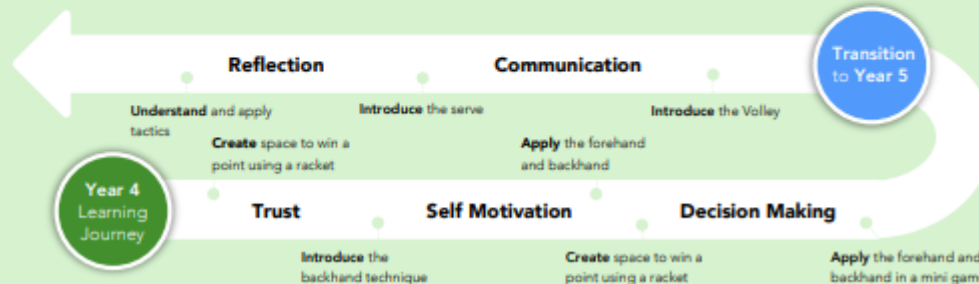 Reflection
Communication
Transition
to Year 5
Understand and apply
tactics
Introduce the serve
Introduce the Volley
Create space to win a
point using a racket
Apply the forehand
and backhand
Year 4
Learning
Journey
Trust
Self Motivation
Decision Making
Introduce the
backhand technique
Create space to win a
point using a racket
Apply the forehand and
backhand in a mini gam